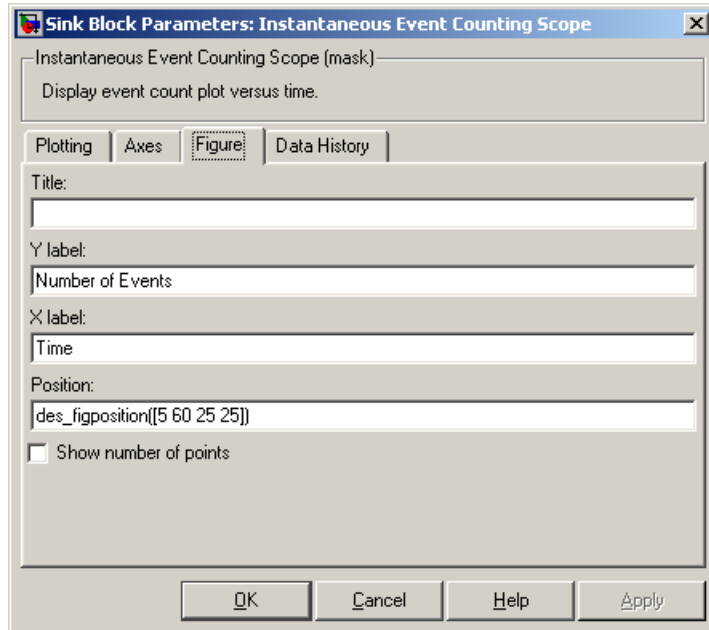 Sink Block Parameters: Instantaneous Event Counting Scope
Instantaneous Event Counting Scope (mask)
Display event count plot versus time.
Plotting Axes Figure Data History
Title:
Y label:
Number of Events
X label:
Time
Position:
des_figposition([5 60 25 25])
Show number of points
OK Cancel Help Apply